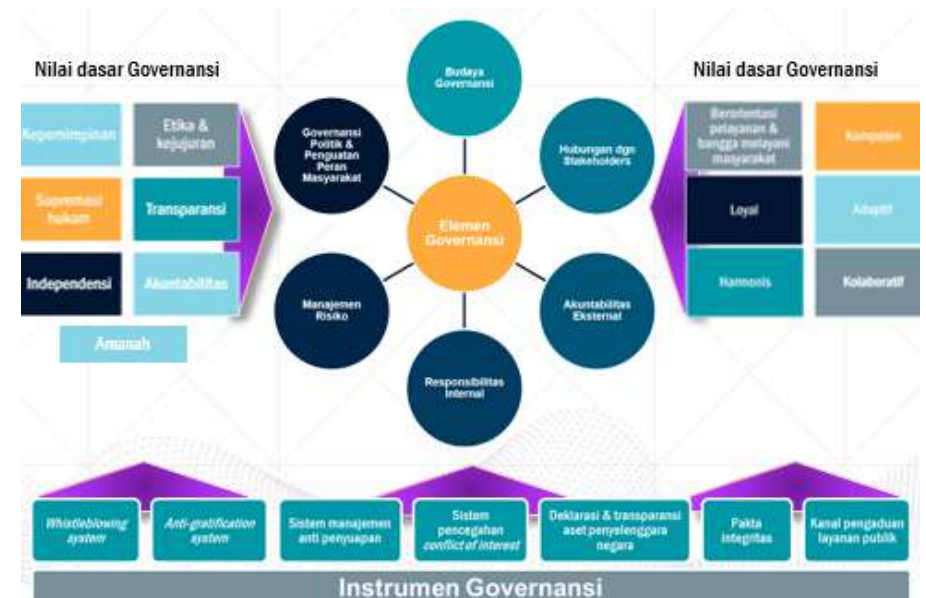 Nilai dasar Governansi
Kepemimpinan
Etika &
kejujuran
Supremasi
hukum
Transparansi
Independensi
Akuntabilitas
Amanah
Budaya
Governansi
Governansi
Politik &
Penguatan
Peran
Masyarakat
Hubungan dgn
Stakeholders
Elemen
Governansi
Manajemen
Risiko
Akuntabilitas
Eksternal
Responsibilitas
Internal
Nilai dasar Governansi
Berorientasi
pelayanan &
bangga melayani
masyarakat
Kompeten
Loyal
Adaptif
Harmonis
Kolaboratif
Whistleblowing
system
Anti-gratification
system
Sistem manajemen
anti penyuapan
Sistem
pencegahan
conflict of interest
Deklarasi & transparansi
aset penyelenggara
negara
Pakta
integritas
Kanal pengaduan
layanan publik
Instrumen Governansi